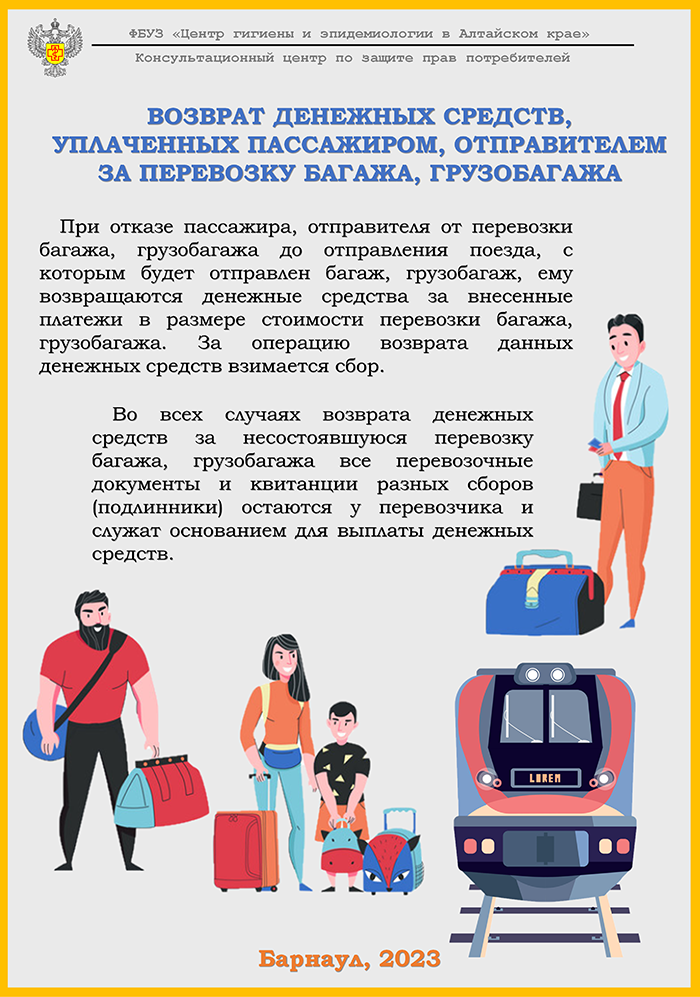 ФБУЗ «Центр гигиены и эпидемиологии в Алтайском крае»
Консультационный центр по защите прав потребителей
ВОЗВРАТ ДЕНЕЖНЫХ СРЕДСТВ,
УПЛАЧЕННЫХ ПАССАЖИРОМ, ОТПРАВИТЕЛЕМ
ЗА ПЕРЕВОЗКУ БАГАЖА, ГРУЗОБАГАЖА
При отказе пассажира, отправителя от перевозки
багажа, грузобагажа до отправления поезда, с
которым будет отправлен багаж, грузобагаж, ему
возвращаются денежные средства за внесенные
платежи в размере стоимости перевозки багажа,
грузобагажа. За операцию возврата данных
денежных средств взимается сбор.
Во всех случаях возврата денежных
средств за несостоявшуюся перевозку
багажа, грузобагажа все перевозочные
документы и квитанции разных сборов
(подлинники) остаются у перевозчика и
служат основанием для выплаты денежных
средств.
LOREM
Барнаул, 2023